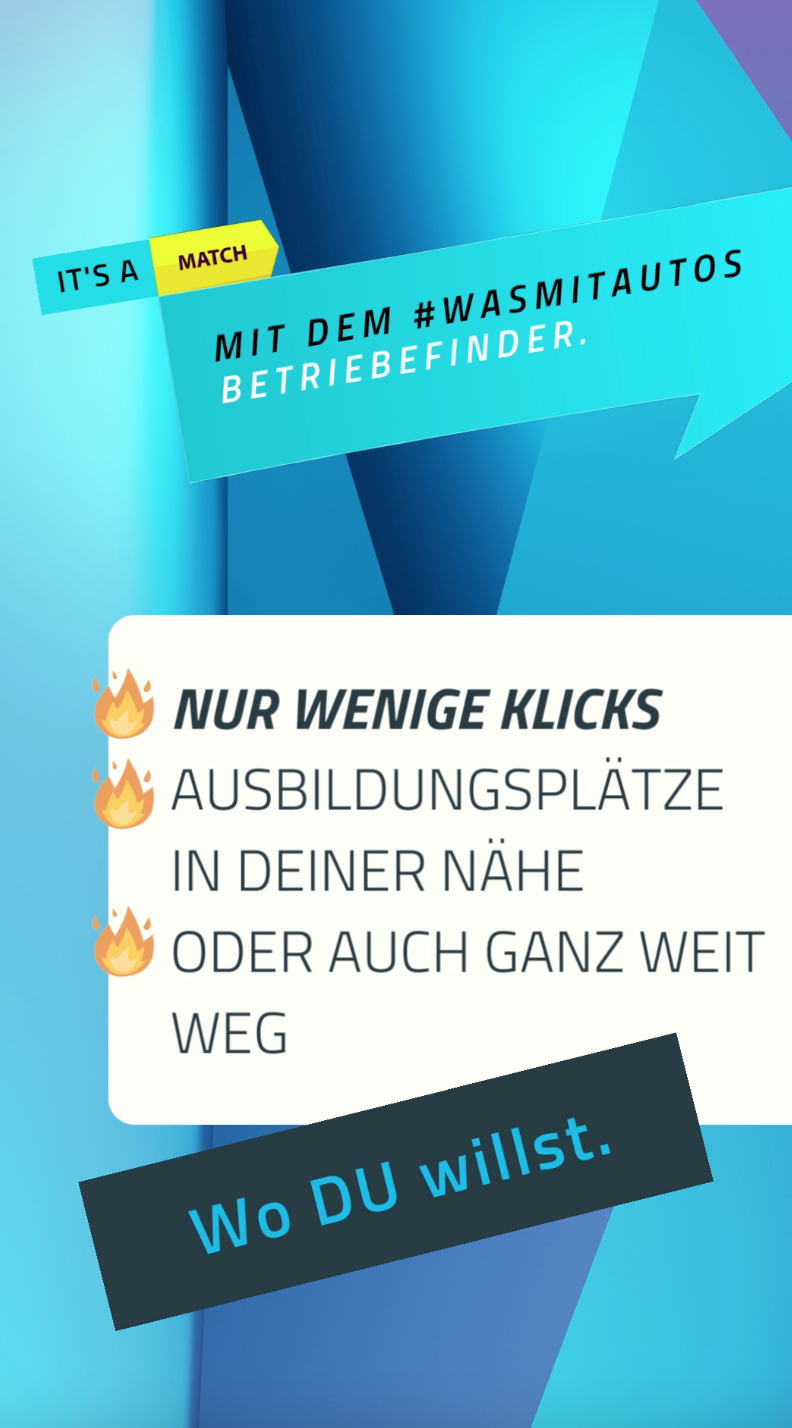 IT'S A MATCH
MIT DEM #WASMITAUTOS
BETRIEBEFINDER.
NUR WENIGE KLICKS
AUSBILDUNGSPLÄTZE
IN DEINER NÄHE
ODER AUCH GANZ WEIT
WEG
Wo DU willst.